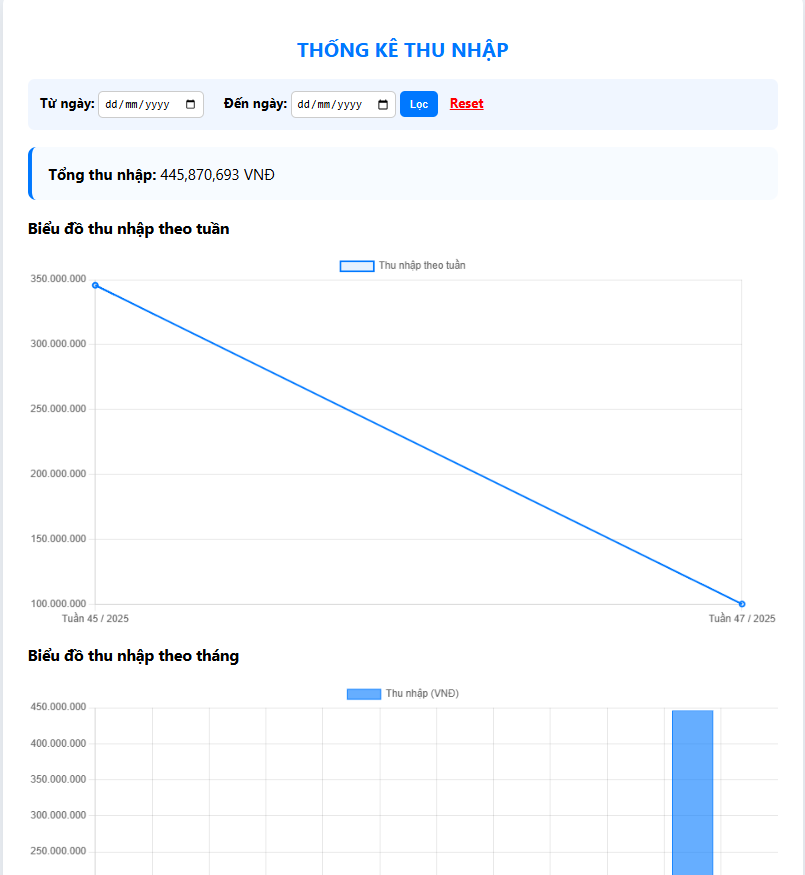 THỐNG KÊ THU NHẬP
Từ ngày: dd/mm/yyyy Đến ngày: dd/mm/yyyy Lọc Reset
Tổng thu nhập: 445,870,693 VNĐ
Biểu đồ thu nhập theo tuần
Thu nhập theo tuần
350.000.000
300.000.000
250.000.000
200.000.000
150.000.000
100.000.000
Tuần 45 / 2025 Tuần 47 / 2025
Biểu đồ thu nhập theo tháng
Thu nhập (VNĐ)
450.000.000
400.000.000
350.000.000
300.000.000
250.000.000